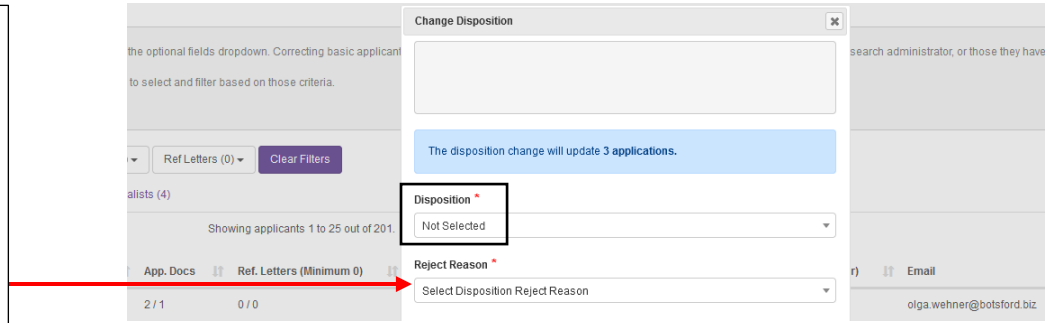 Change Disposition
the optional fields dropdown. Correcting basic applicant
search administrator, or those they have
to select and filter based on those criteria.
The disposition change will update 3 applications.
Ref Letters (0)
Clear Filters
alists (4)
Disposition *
Not Selected
Showing applicants 1 to 25 out of 201.
Reject Reason *
App. Docs
Ref. Letters (Minimum 0)
r)
Email
Select Disposition Reject Reason
2 / 1
0 / 0
olga.wehner@botsford.biz